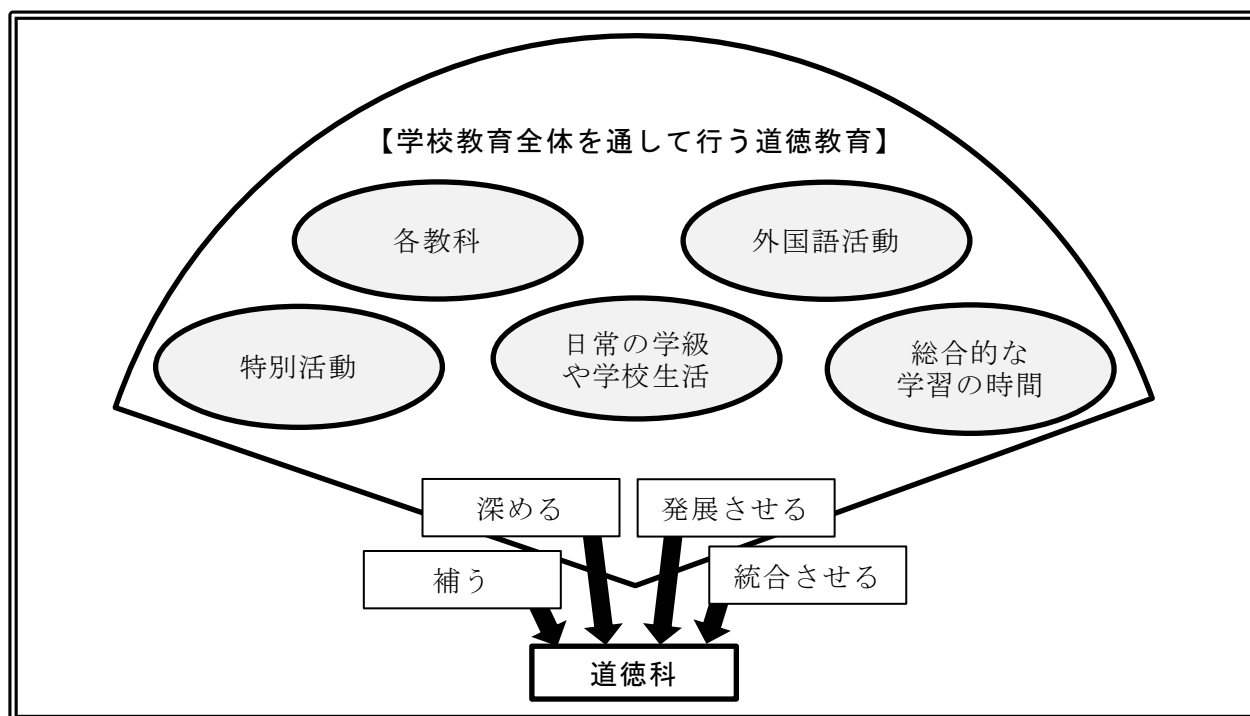 【学校教育全体を通して行う道徳教育】
各教科
外国語活動
特別活動
日常の学級
や学校生活
総合的な
学習の時間
深める
発展させる
補う
統合させる
道徳科